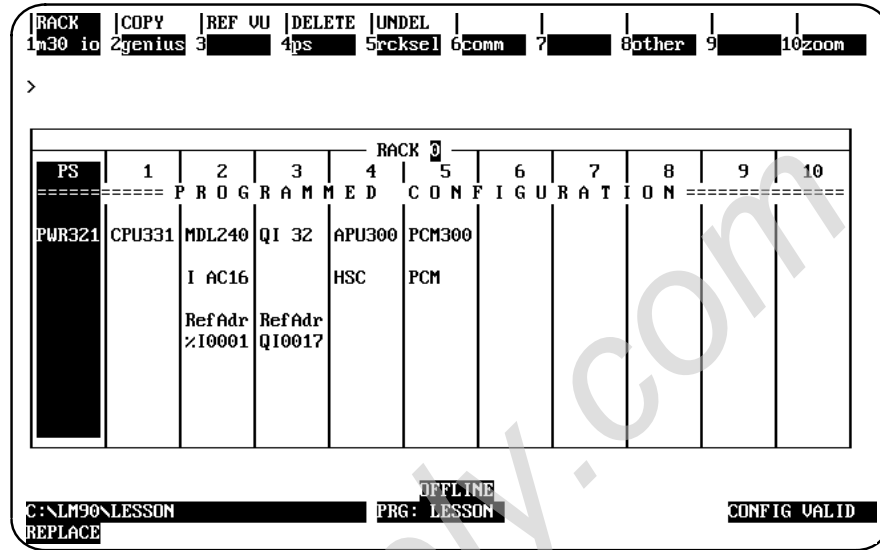 RACK COPY REF VU DELETE UNDEL
1m30 io 2genius 3 4ps 5rcksel 6comm 7 8other 9 10zoom
>
RACK 0
PS 1 2 3 4 5 6 7 8 9 10
====== ====== P R O G R A M M E D C O N F I G U R A T I O N ====== ======
PWR321 CPU331 MDL240 QI 32 APU300 PCM300
I AC16 HSC PCM
RefAdr RefAdr
%I0001 QI0017
OFFLINE
C:\LM90\LESSON PRG: LESSON CONFIG VALID
REPLACE